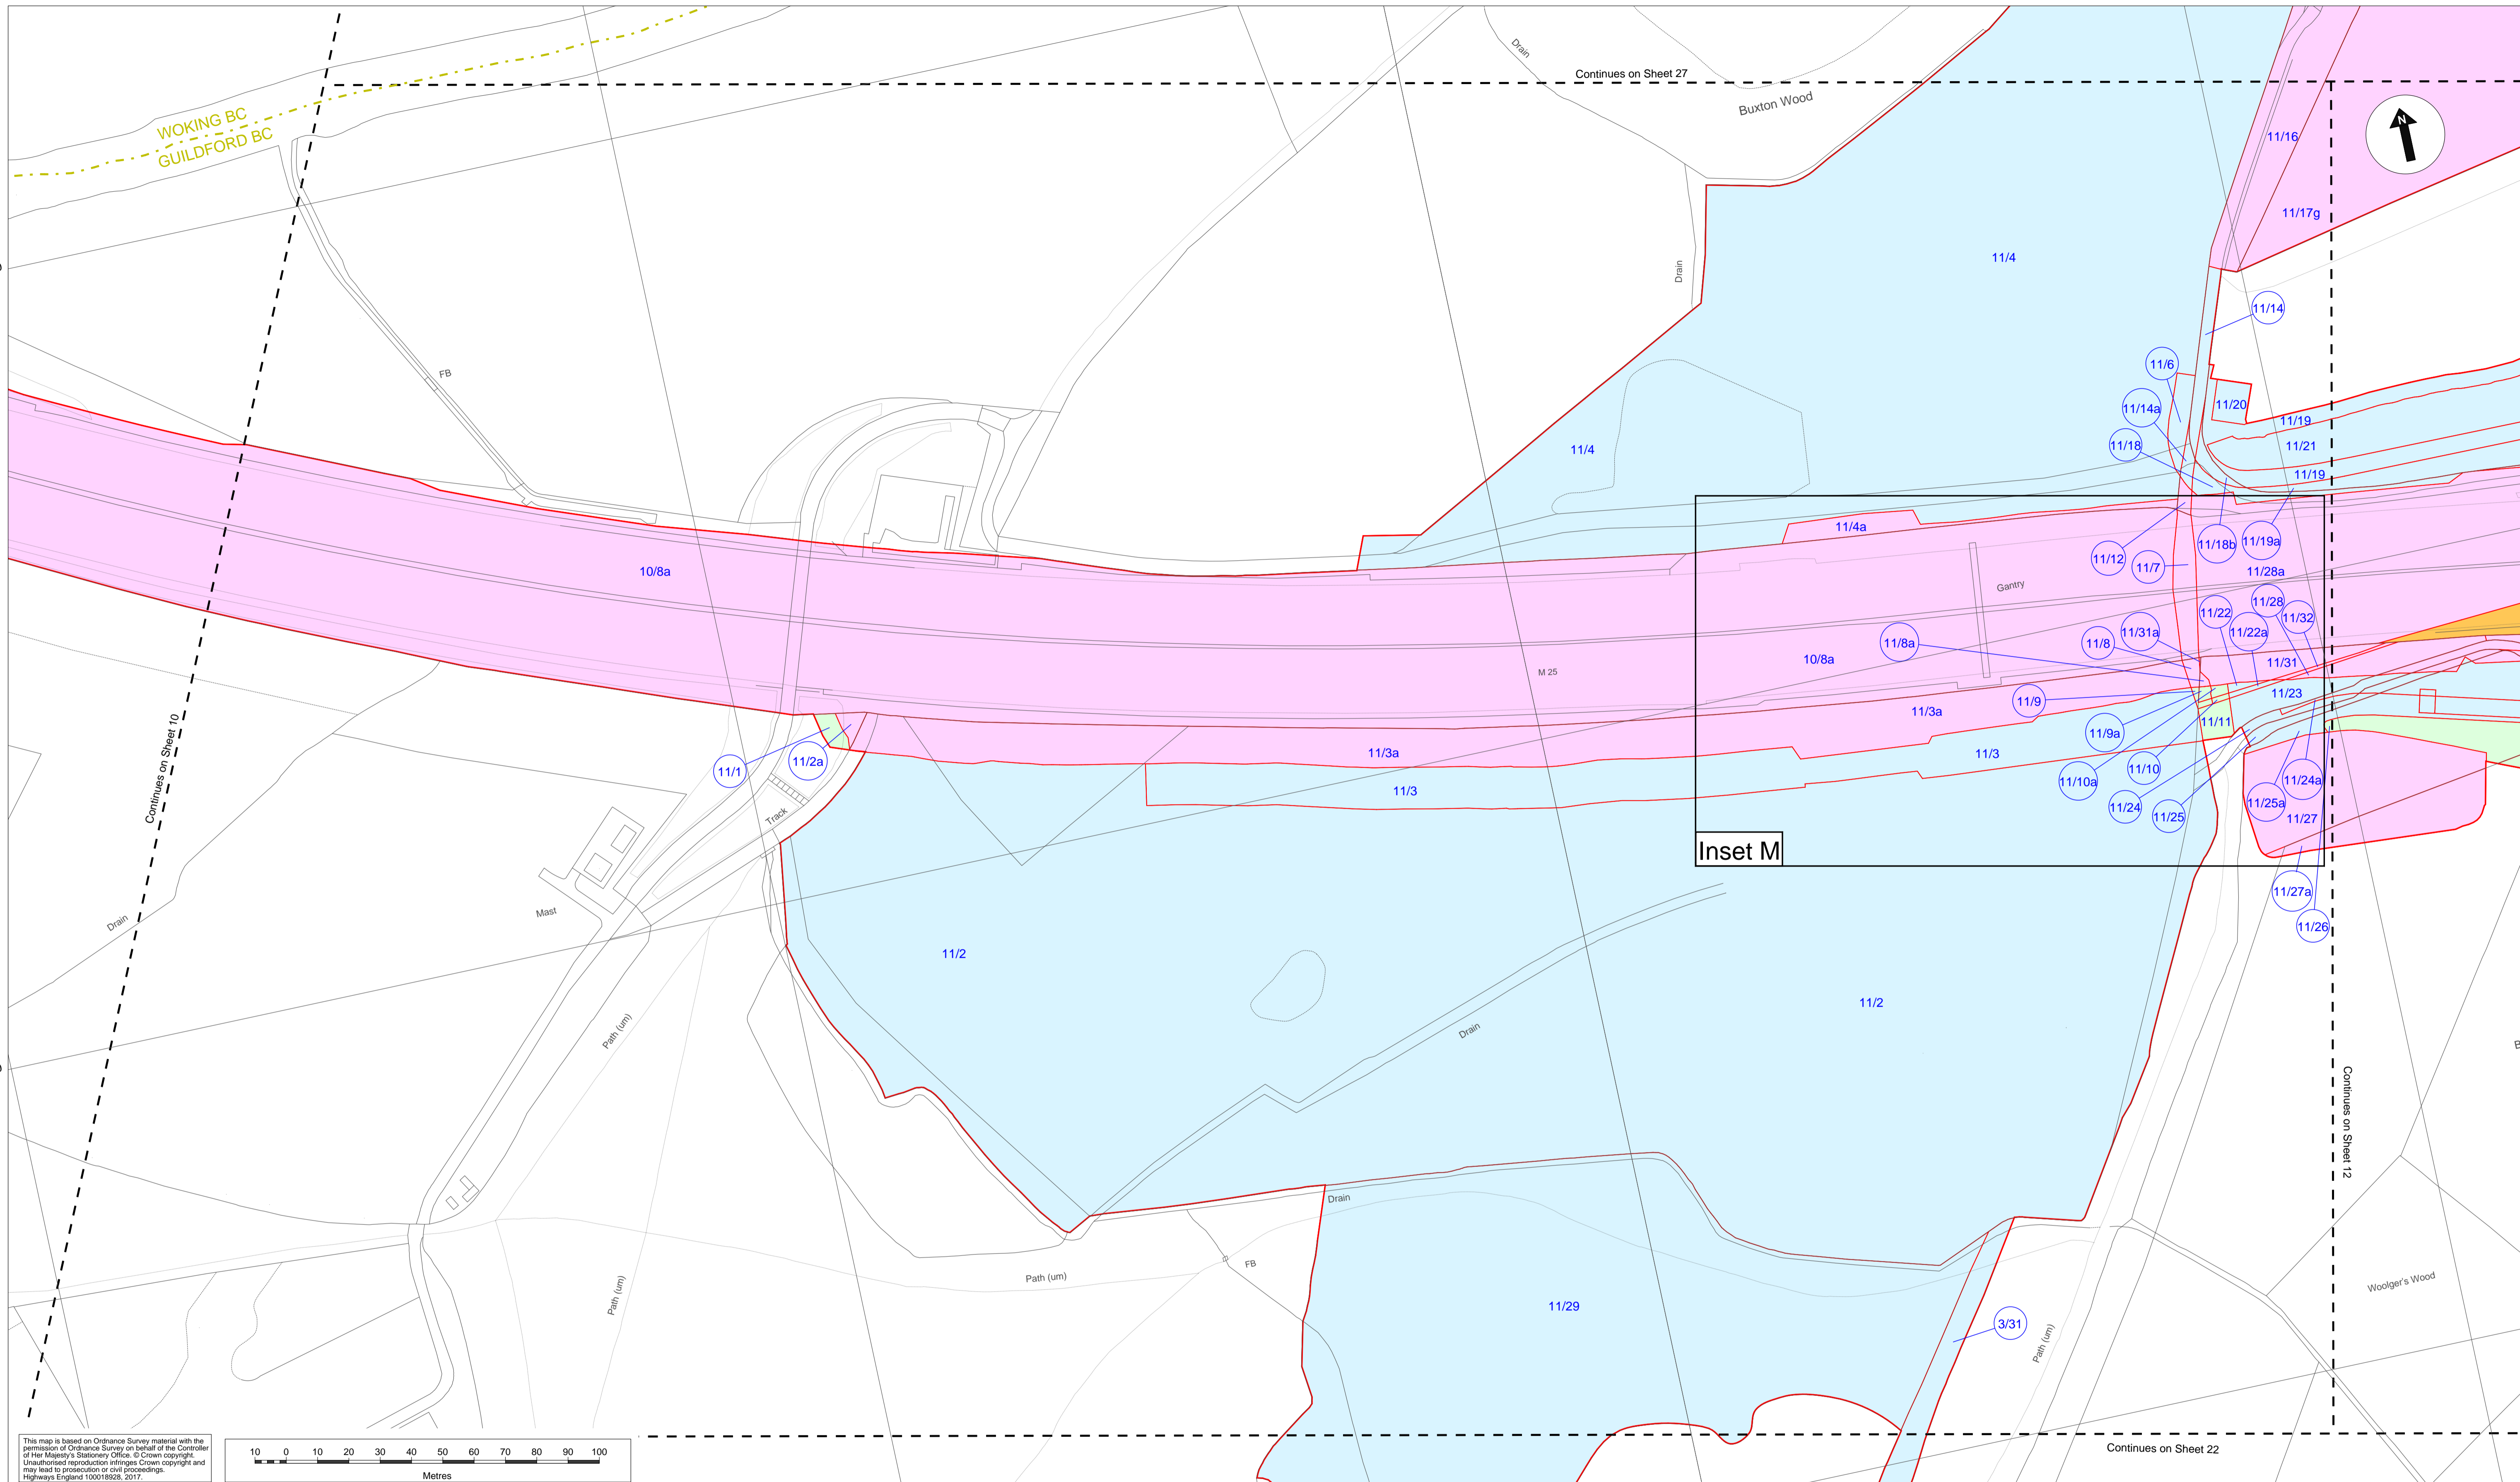 Continues on Sheet 27
Drain
Buxton Wood
WOKING BC
GUILDFORD BC
N
11/16
11/17g
Drain
11/4
11/14
FB
11/6
11/14a
11/20
11/19
11/18
11/21
11/4
11/19
11/4a
11/12
11/18b
11/19a
11/7
11/28a
10/8a
Gantry
11/28
11/22
11/32
11/8a
11/8
11/31a
11/22a
10/8a
M 25
11/31
11/9
11/23
11/3a
11/11
11/9a
11/3a
11/3
11/1
11/2a
11/10
11/10a
11/24a
11/3
11/24
11/25
11/25a
11/27
Track
Continues on Sheet 10
Inset M
11/27a
Mast
Drain
11/26
11/2
11/2
Path (um)
Drain
Continues on Sheet 12
Drain
FB
Path (um)
Path (um)
Woolger's Wood
11/29
3/31
Path (um)
Continues on Sheet 22
This map is based on Ordnance Survey material with the
permission of Ordnance Survey on behalf of the Controller
of Her Majesty's Stationery Office. © Crown copyright.
Unauthorised reproduction infringes Crown copyright and
may lead to prosecution or civil proceedings.
Highways England 100018928, 2017.
10 0 10 20 30 40 50 60 70 80 90 100
Metres